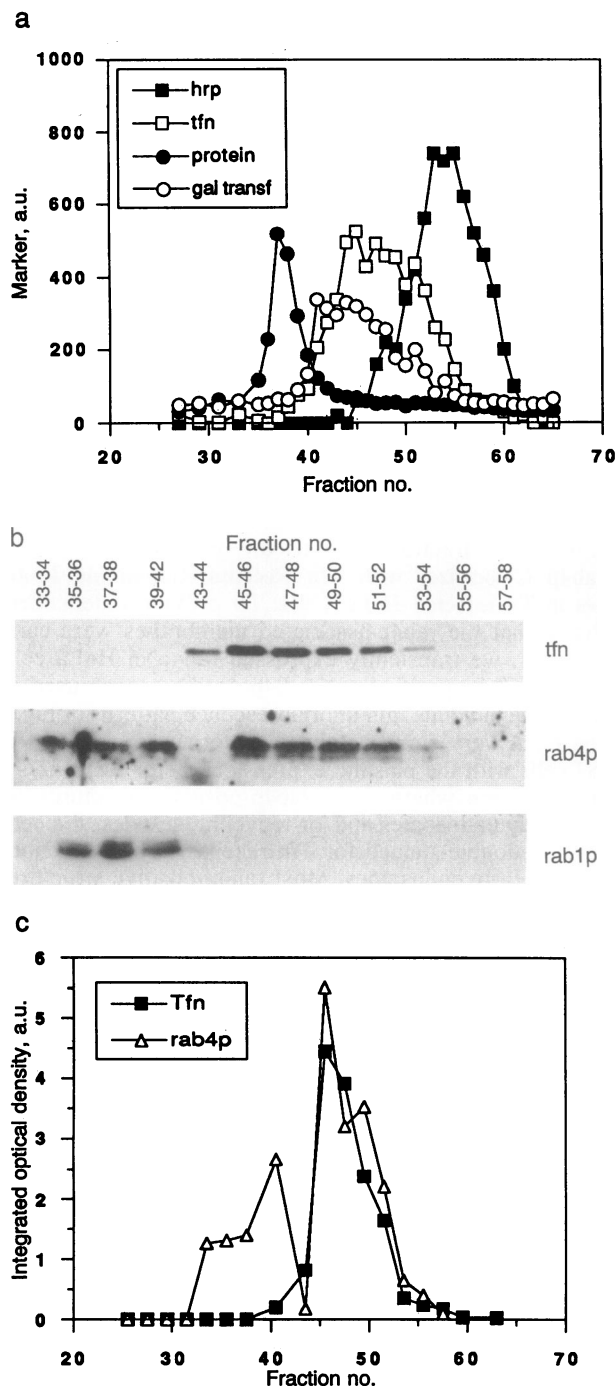 a
1000
800
600
400
200
0
Marker, a.u.
hrp
tfn
protein
gal transf
20 30 40 50 60 70
Fraction no.
b
Fraction no.
33-34 35-36 37-38 39-42 43-44 45-46 47-48 49-50 51-52 53-54 55-56 57-58
tfn
rab4p
rab1p
c
6
5
4
3
2
1
0
Integrated optical density, a.u.
Tfn
rab4p
20 30 40 50 60 70
Fraction no.